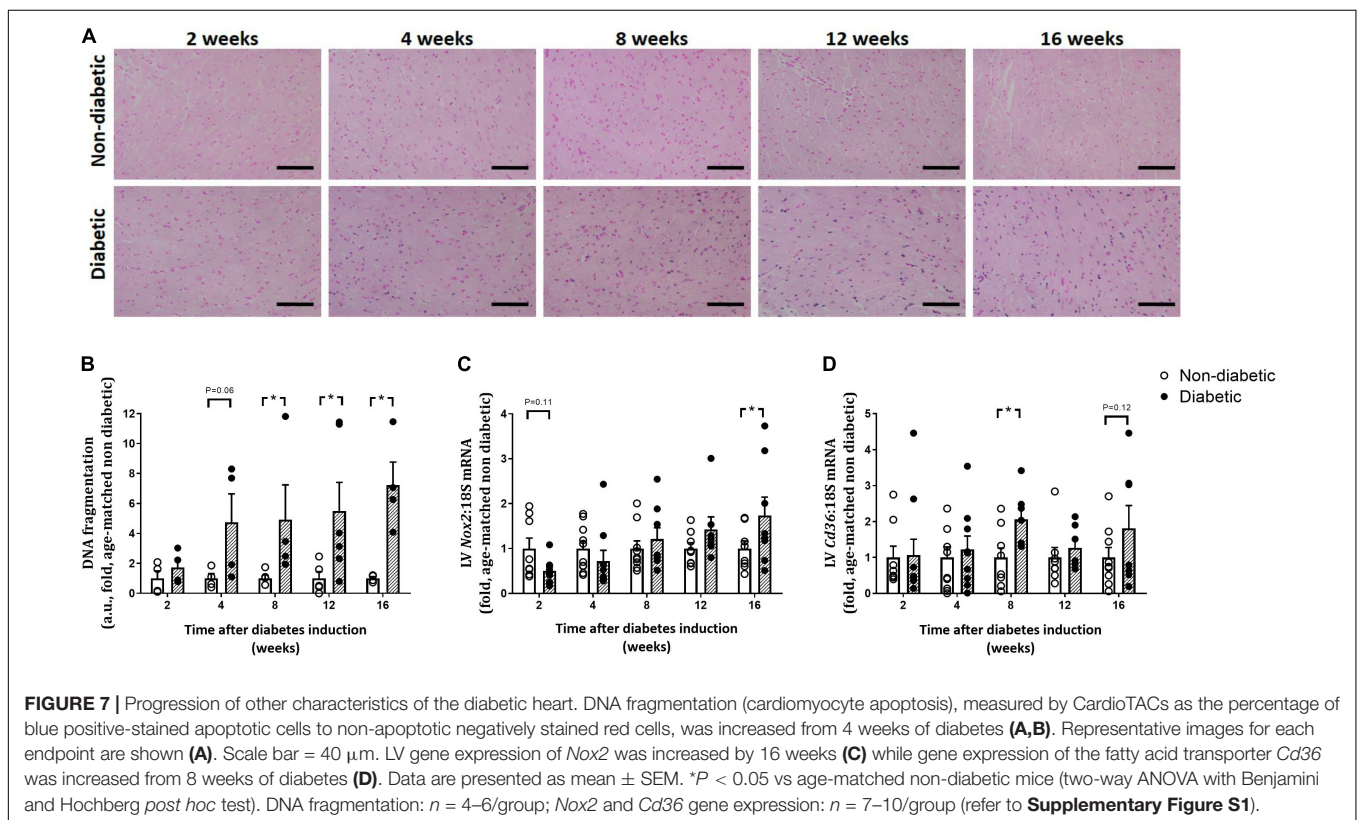 A
2 weeks 4 weeks 8 weeks 12 weeks 16 weeks
Non-diabetic
Diabetic
B
DNA fragmentation
(a.u., fold, age-matched non diabetic)
14
12
10
8
6
4
2
0
P=0.06
*
*
*
2 4 8 12 16
Time after diabetes induction
(weeks)
C
LV Nox2:18S mRNA
(fold, age-matched non diabetic)
4
3
2
1
0
P=0.11
*
2 4 8 12 16
Time after diabetes induction
(weeks)
D
LV Cd36:18S mRNA
(fold, age-matched non diabetic)
5
4
3
2
1
0
*
P=0.12
2 4 8 12 16
Time after diabetes induction
(weeks)
Non-diabetic
Diabetic
FIGURE 7 | Progression of other characteristics of the diabetic heart. DNA fragmentation (cardiomyocyte apoptosis), measured by CardioTACs as the percentage of
blue positive-stained apoptotic cells to non-apoptotic negatively stained red cells, was increased from 4 weeks of diabetes (A,B). Representative images for each
endpoint are shown (A). Scale bar = 40 μm. LV gene expression of Nox2 was increased by 16 weeks (C) while gene expression of the fatty acid transporter Cd36
was increased from 8 weeks of diabetes (D). Data are presented as mean ± SEM. *P < 0.05 vs age-matched non-diabetic mice (two-way ANOVA with Benjamini
and Hochberg post hoc test). DNA fragmentation: n = 4–6/group; Nox2 and Cd36 gene expression: n = 7–10/group (refer to Supplementary Figure S1).